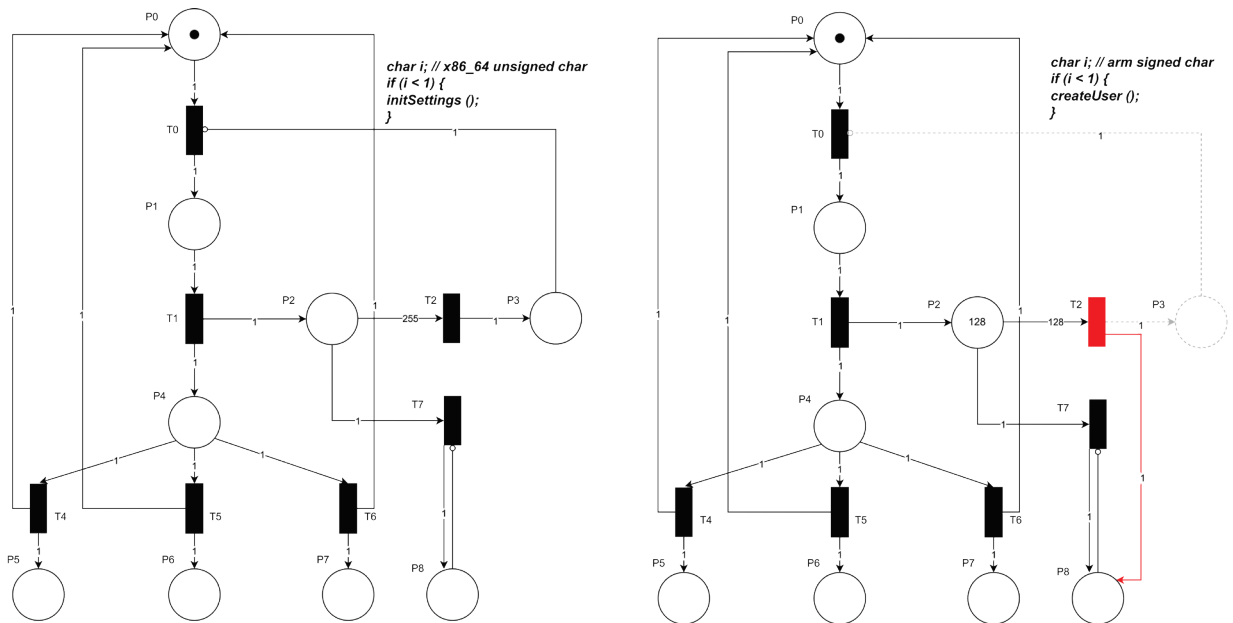 P0
char i; // x86_64 unsigned char
if (i < 1) {
initSettings ();
}
1
T0
1
1
P1
1
1
P2
T2
P3
T1
1
255
1
1
1
P4
T7
1
1
1
1
T4
T5
T6
1
1
1
1
P5
P6
P7
P8
P0
char i; // arm signed char
if (i < 1) {
createUser ();
}
1
T0
1
1
P1
1
1
P2
T2
P3
128
T1
1
128
1
1
1
1
P4
T7
1
1
1
1
1
T4
T5
T6
1
1
1
1
P5
P6
P7
P8